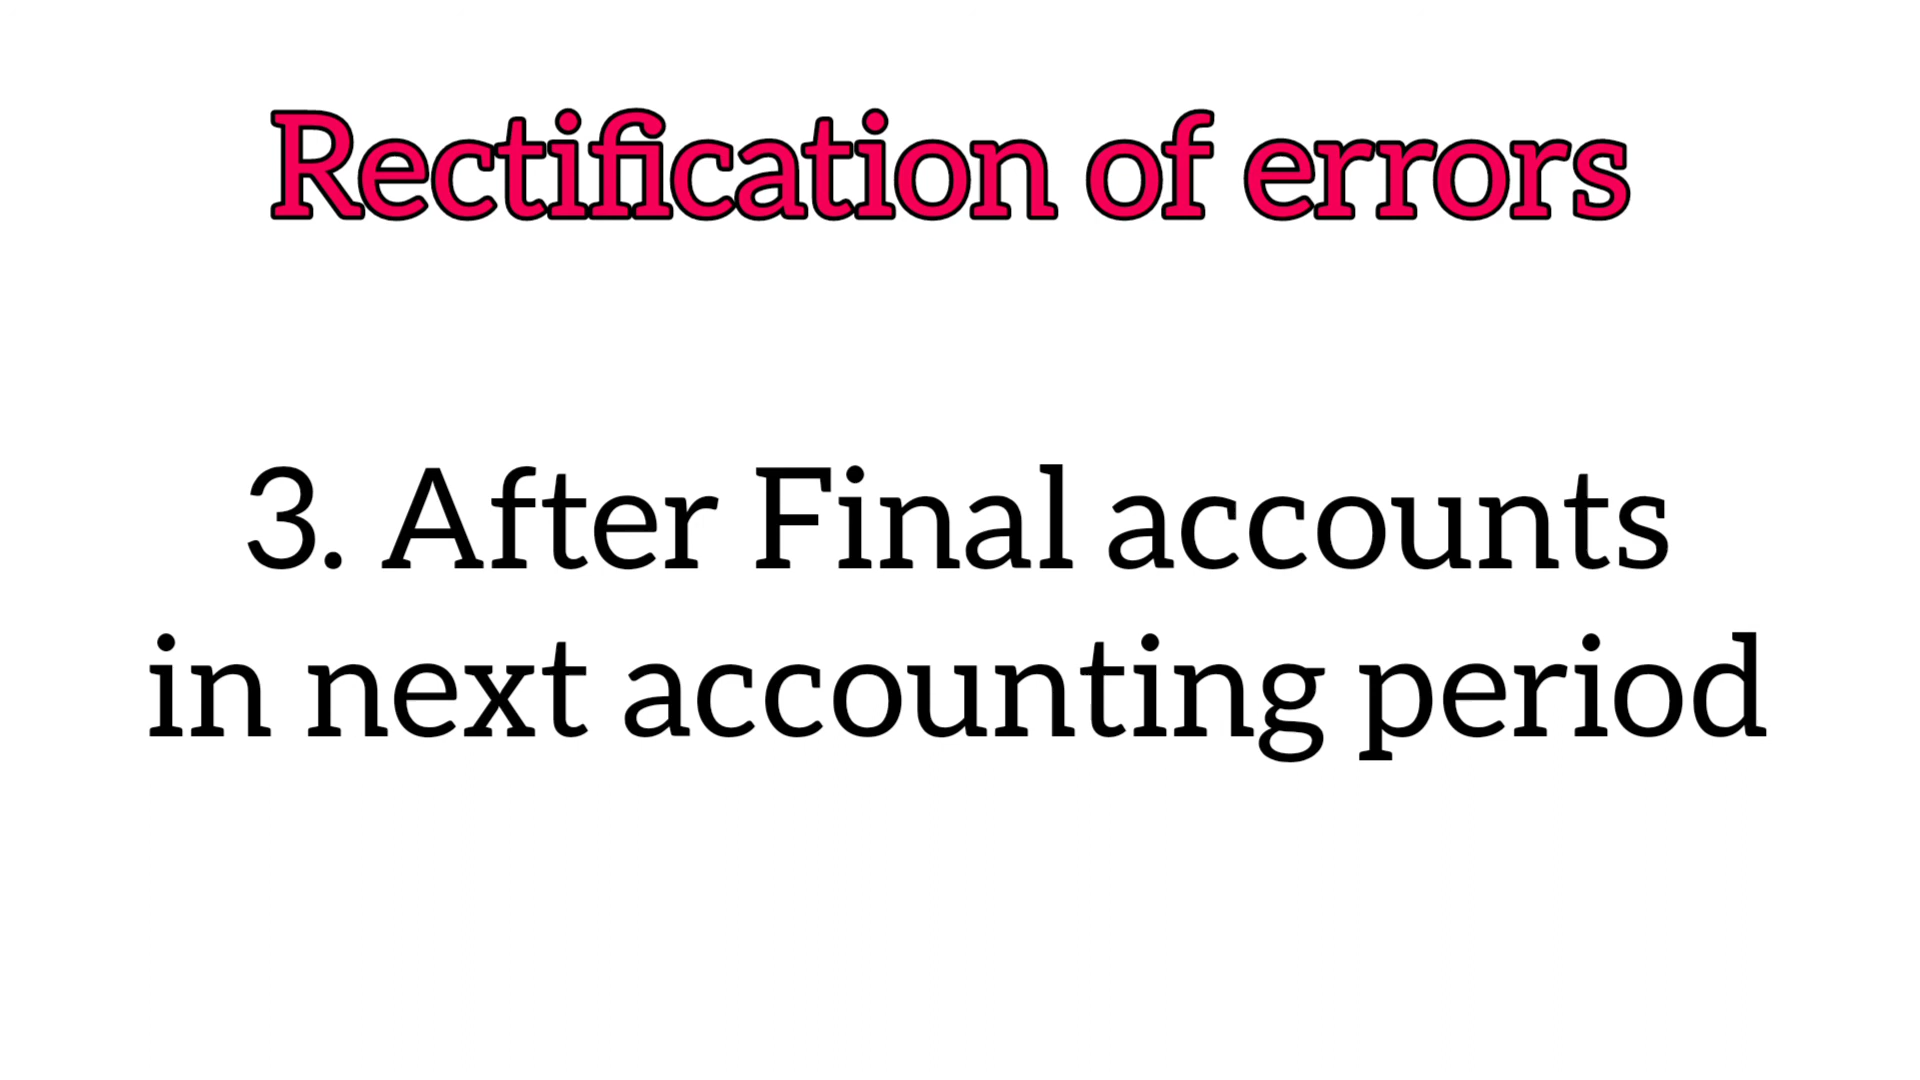 Rectification of errors
3. After Final accounts
in next accounting period